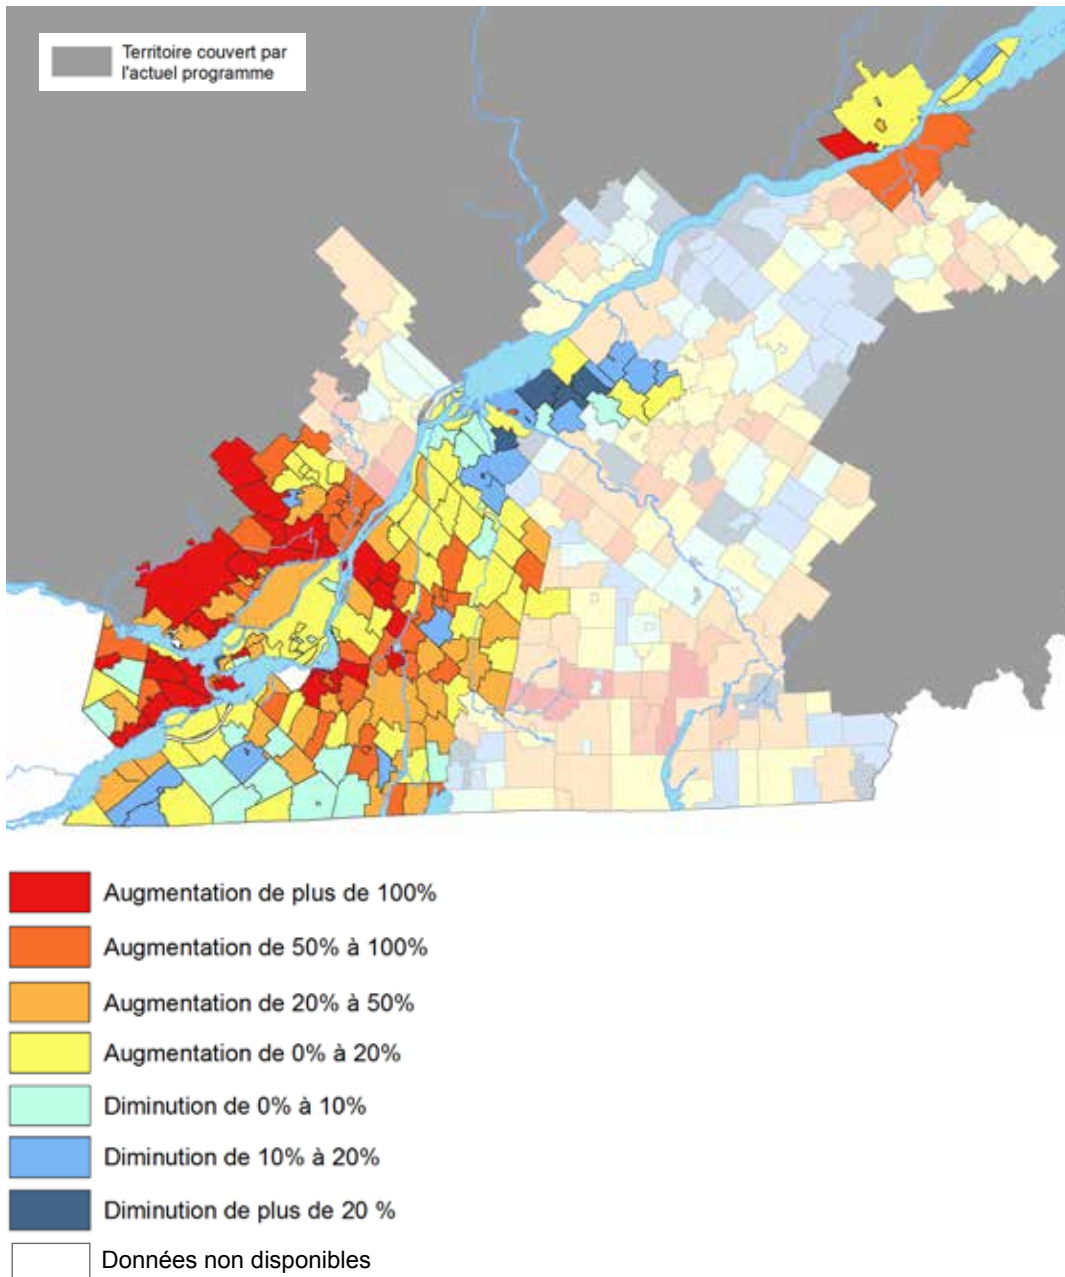 Territoire couvert par
l'actuel programme
Augmentation de plus de 100%
Augmentation de 50% à 100%
Augmentation de 20% à 50%
Augmentation de 0% à 20%
Diminution de 0% à 10%
Diminution de 10% à 20%
Diminution de plus de 20 %
Données non disponibles